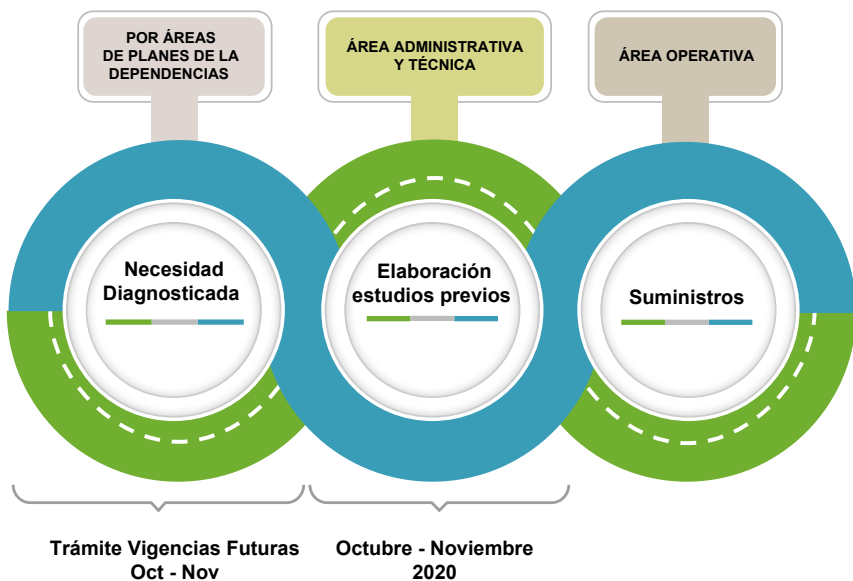 POR ÁREAS
DE PLANES DE LA
DEPENDENCIAS
ÁREA ADMINISTRATIVA
Y TÉCNICA
ÁREA OPERATIVA
Necesidad
Diagnosticada
Elaboración
estudios previos
Suministros
Trámite Vigencias Futuras
Oct - Nov
Octubre - Noviembre
2020